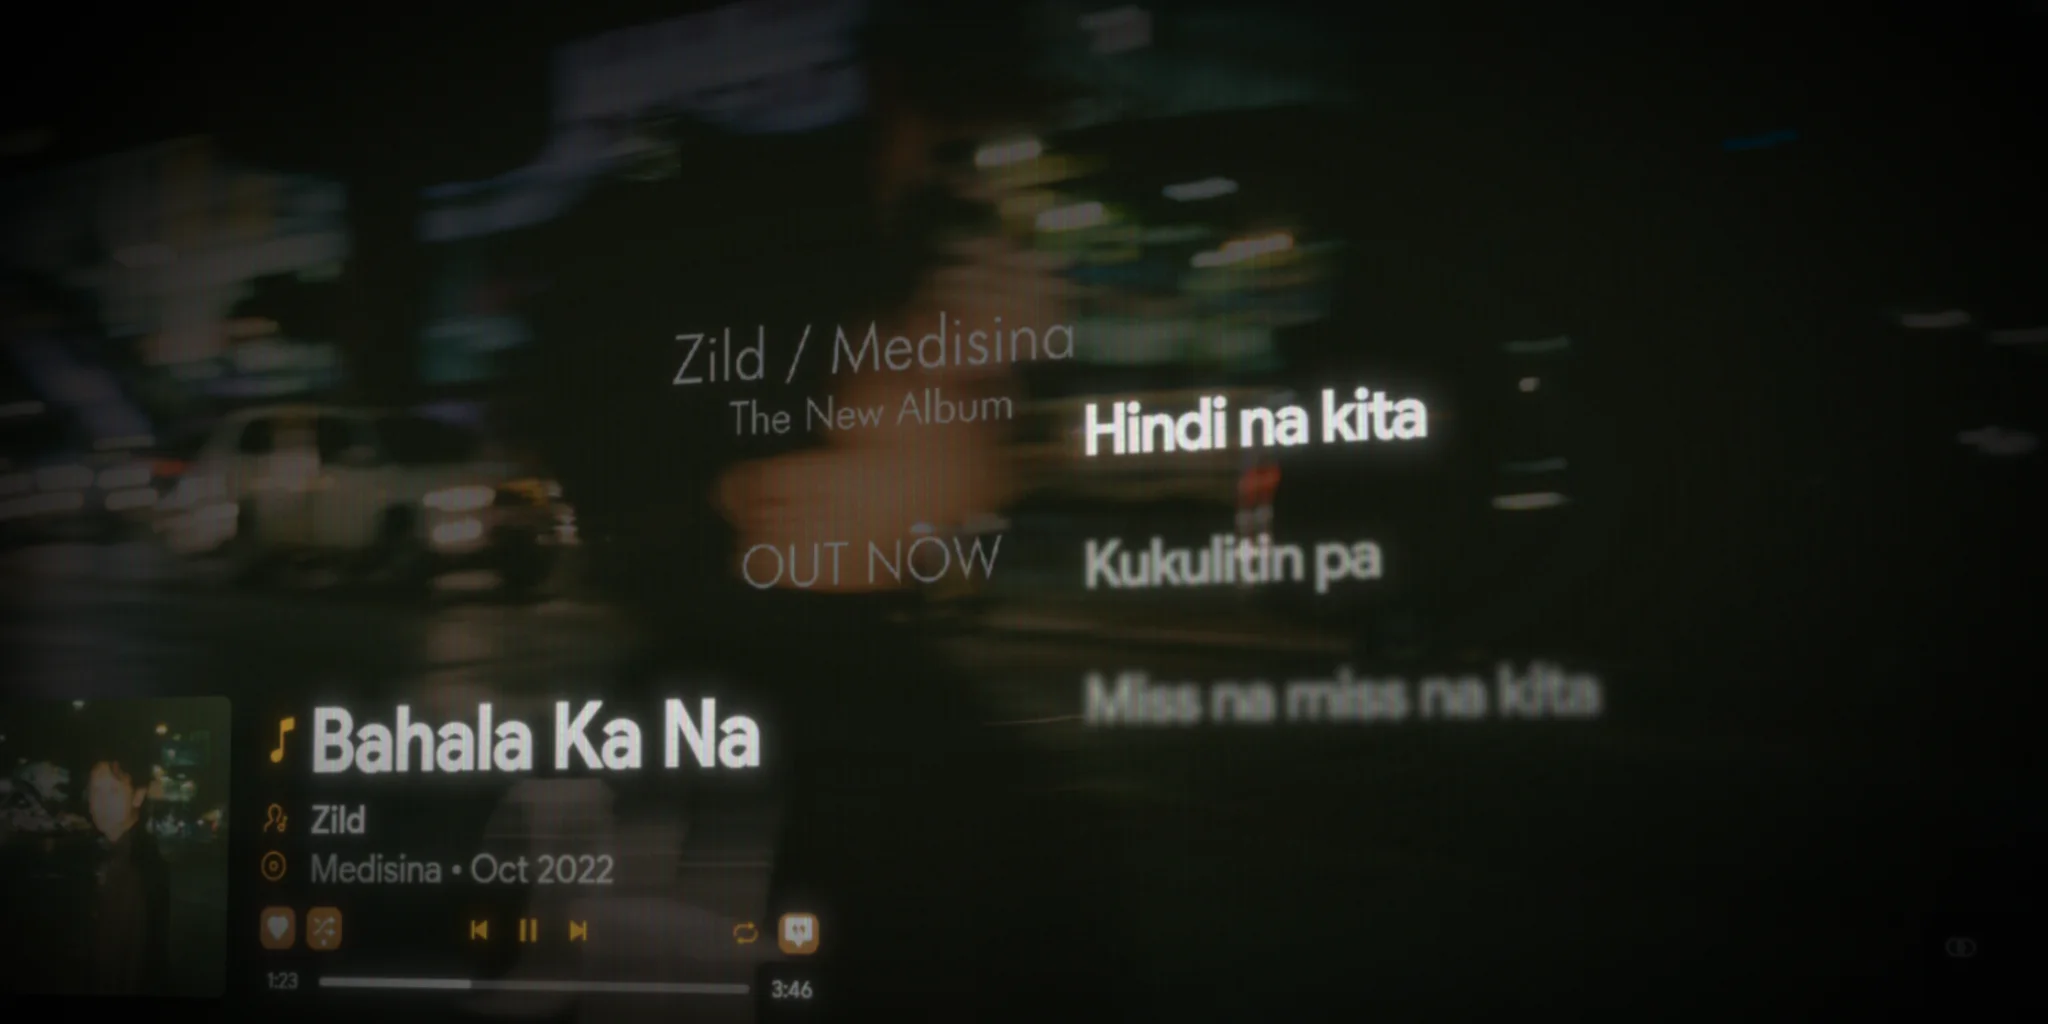 Zild / Medisina
The New Album
OUT NOW
Hindi na kita
Kukulitin pa
Miss na miss na kita
Bahala Ka Na
Zild
Medisina • Oct 2022
1:23
3:46